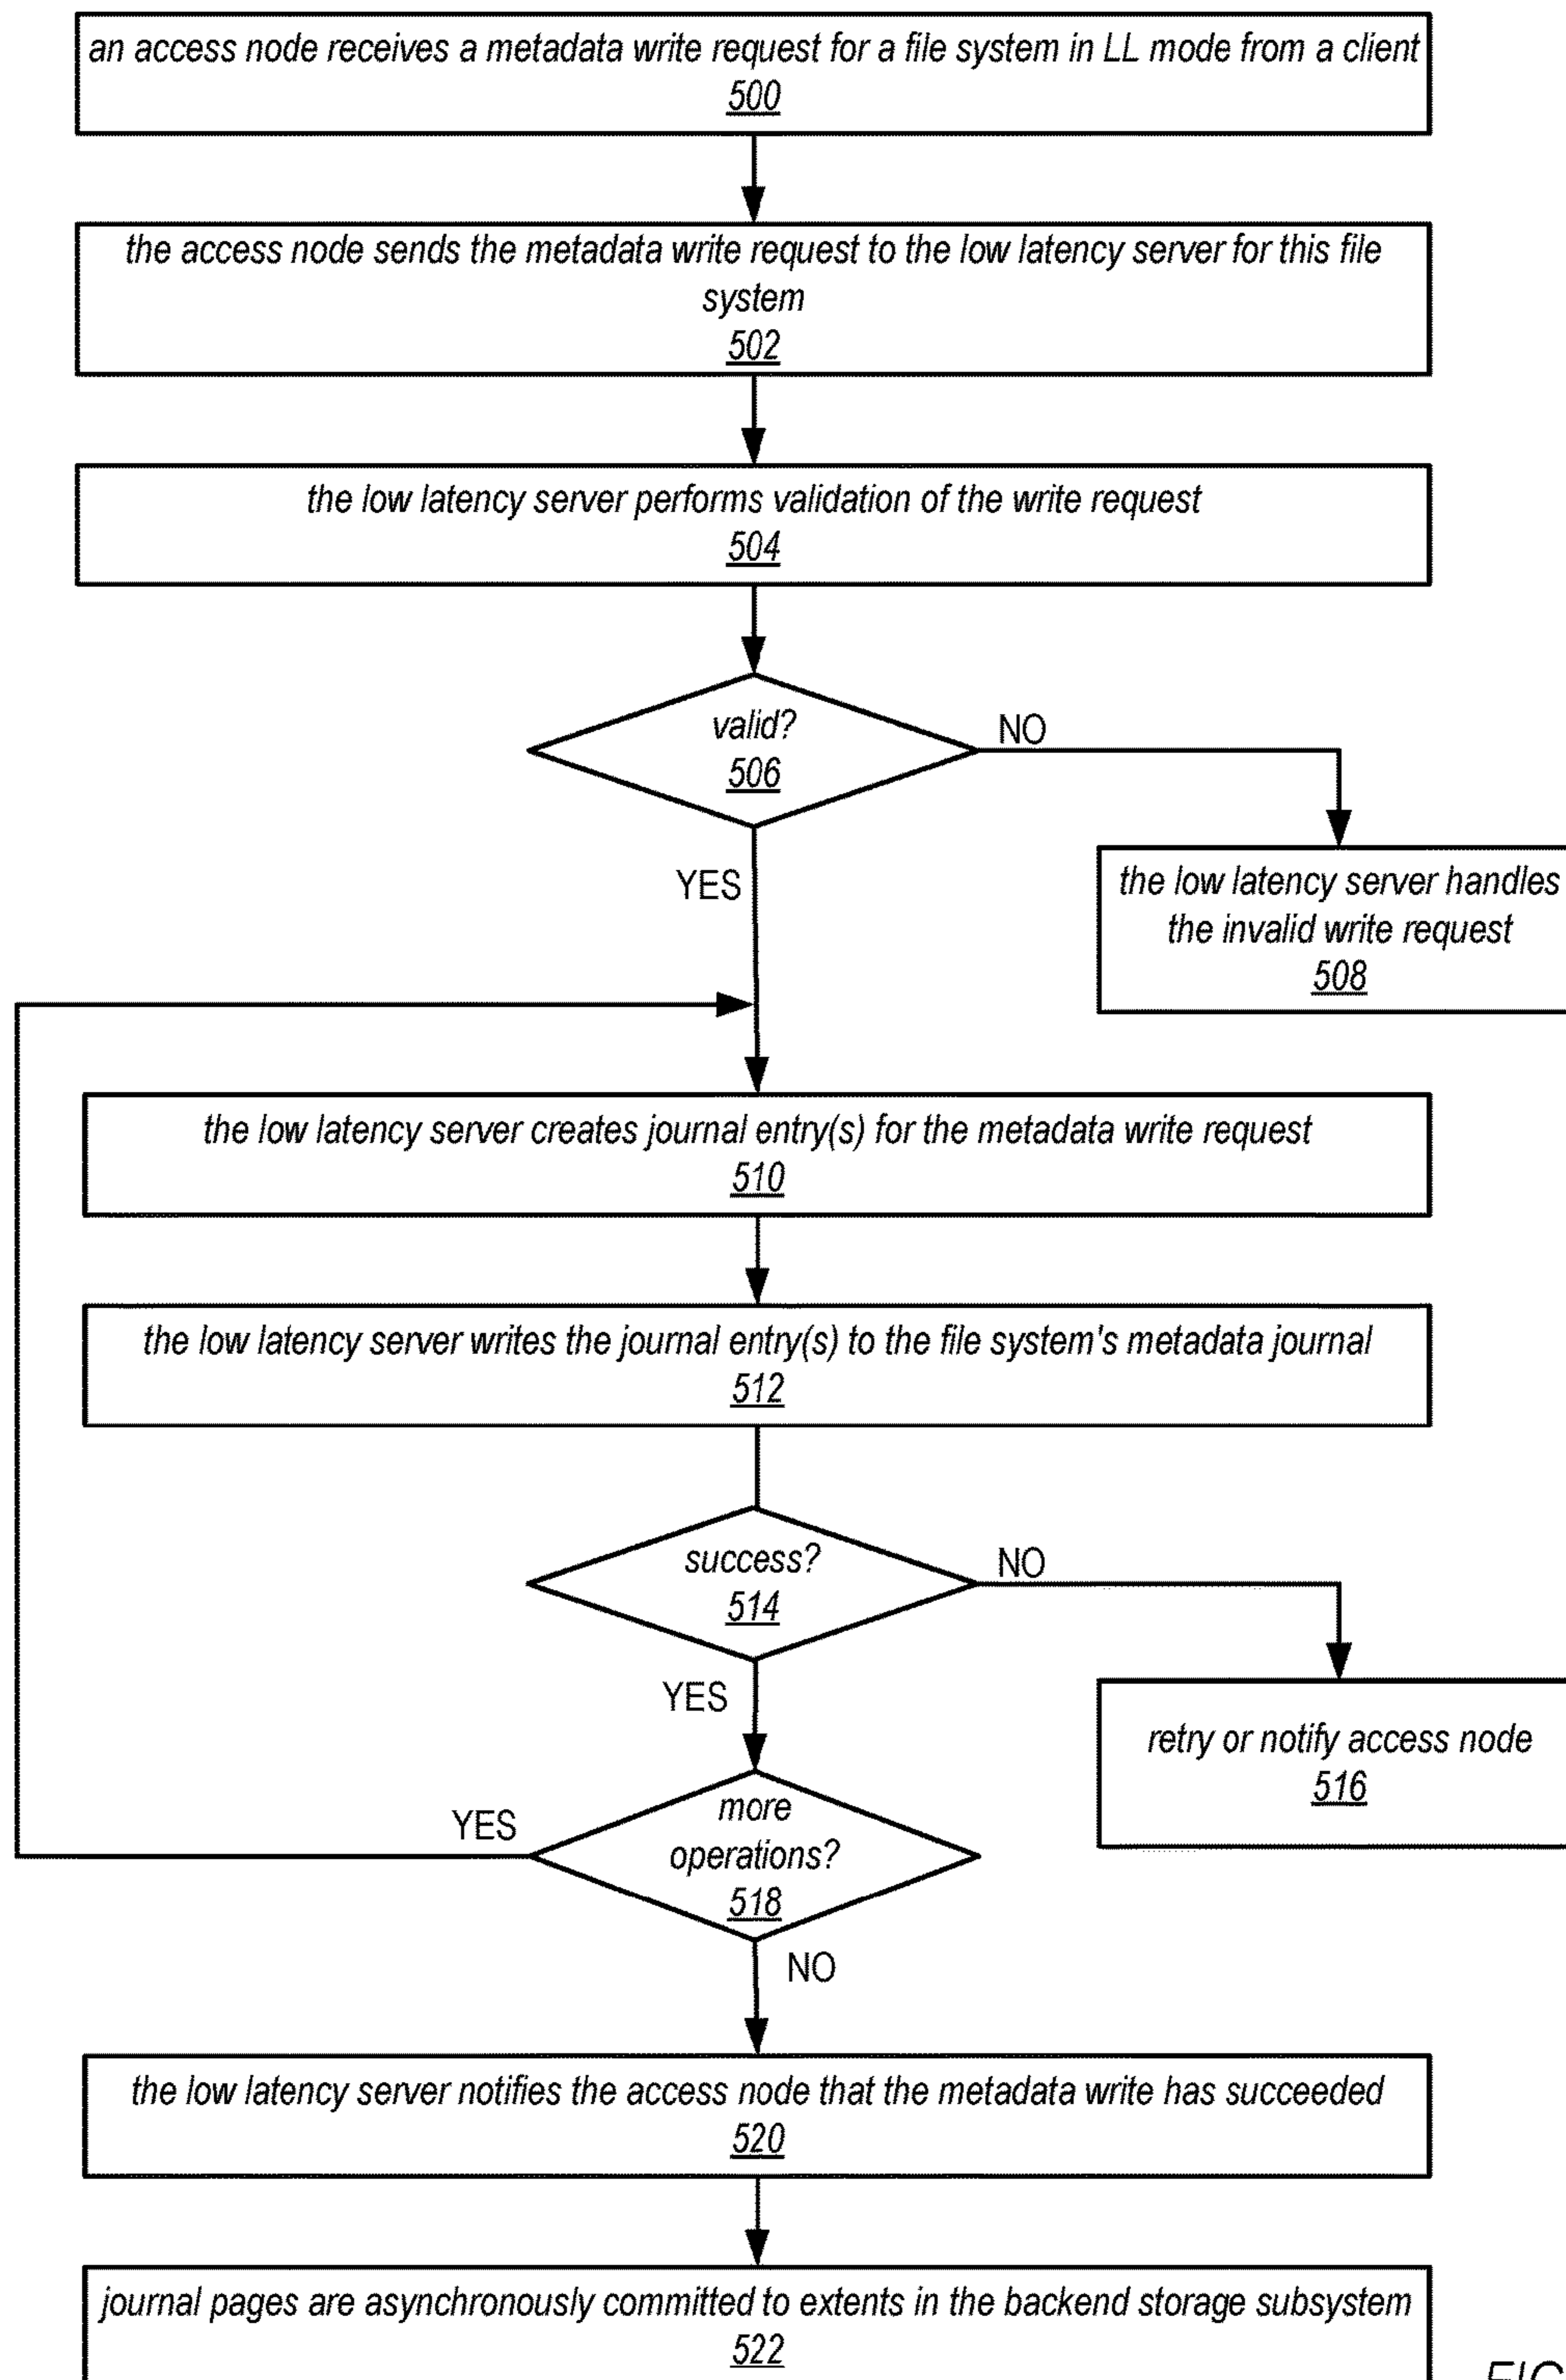 an access node receives a metadata write request for a file system in LL mode from a client
500
the access node sends the metadata write request to the low latency server for this file
system
502
the low latency server performs validation of the write request
504
valid?
506
NO
YES
the low latency server handles
the invalid write request
508
the low latency server creates journal entry(s) for the metadata write request
510
the low latency server writes the journal entry(s) to the file system's metadata journal
512
success?
514
NO
YES
retry or notify access node
516
more
operations?
518
YES
NO
the low latency server notifies the access node that the metadata write has succeeded
520
journal pages are asynchronously committed to extents in the backend storage subsystem
522
FIG